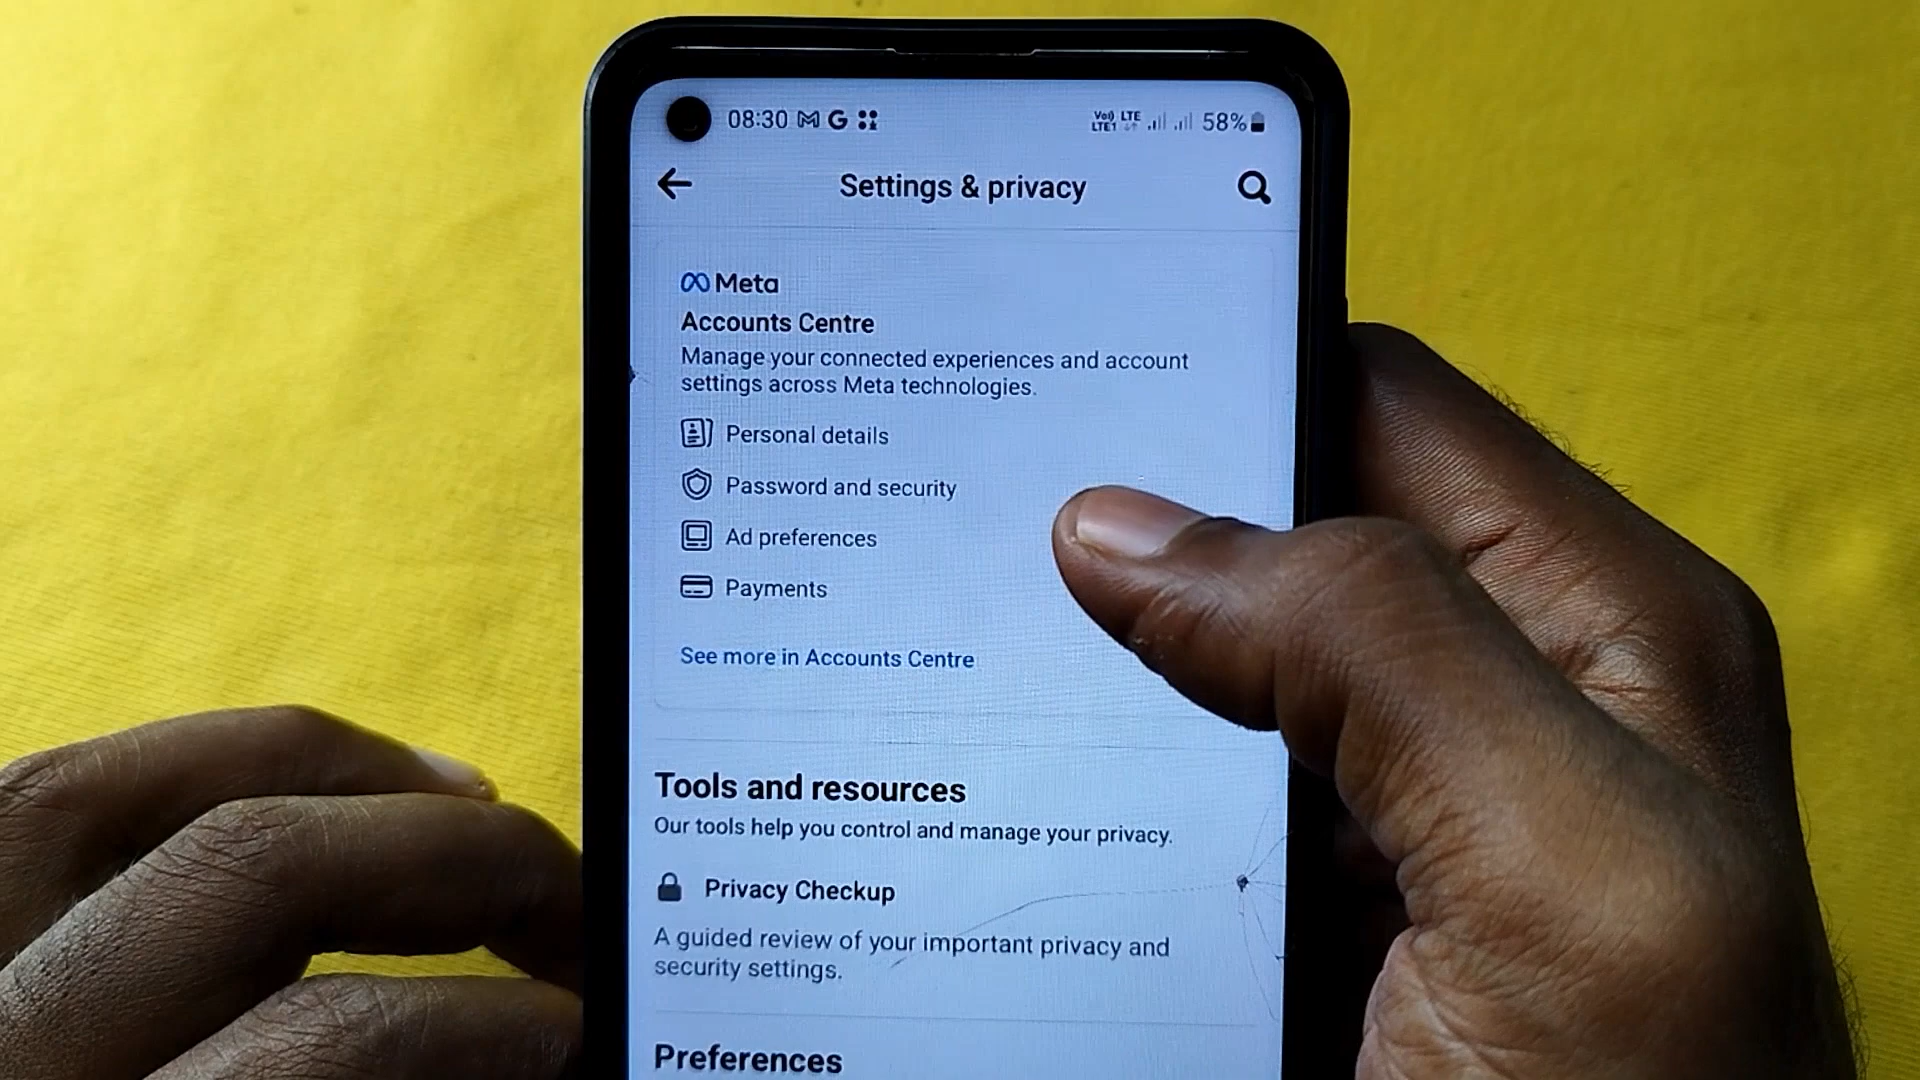 08:30 M G
Vo)) LTE
LTE1
58%
Settings & privacy
Meta
Accounts Centre
Manage your connected experiences and account
settings across Meta technologies.
Personal details
Password and security
Ad preferences
Payments
See more in Accounts Centre
Tools and resources
Our tools help you control and manage your privacy.
Privacy Checkup
A guided review of your important privacy and
security settings.
Preferences